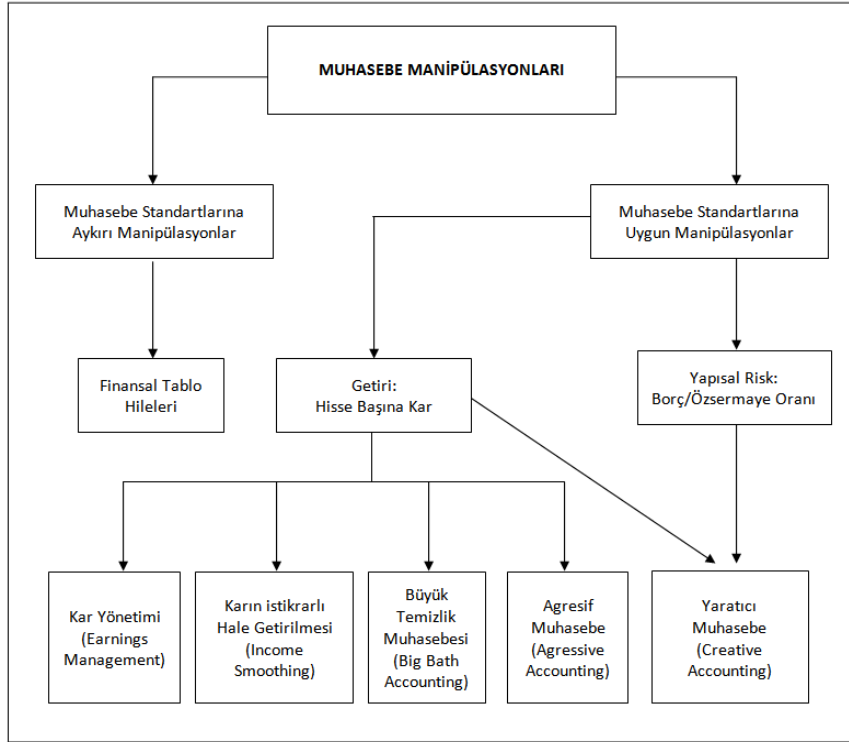 MUHASEBE MANİPÜLASYONLARI
Muhasebe Standartlarına
Aykırı Manipülasyonlar
Muhasebe Standartlarına
Uygun Manipülasyonlar
Finansal Tablo
Hileleri
Getiri:
Hisse Başına Kar
Yapısal Risk:
Borç/Özsermaye Oranı
Kar Yönetimi
(Earnings
Management)
Karın istikrarlı
Hale Getirilmesi
(Income
Smoothing)
Büyük
Temizlik
Muhasebesi
(Big Bath
Accounting)
Agresif
Muhasebe
(Agressive
Accounting)
Yaratıcı
Muhasebe
(Creative
Accounting)